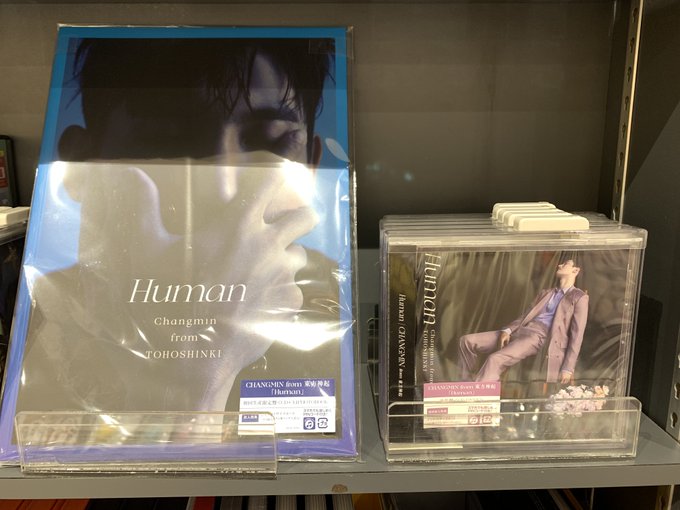 Human
Changmin
from
TOHOSHINKI
CHANGMIN from 東方神起
「Human」
Human
Changmin
from
TOHOSHINKI
Human / CHANGMIN from 東方神起
CHANGMIN from 東方神起
「Human」